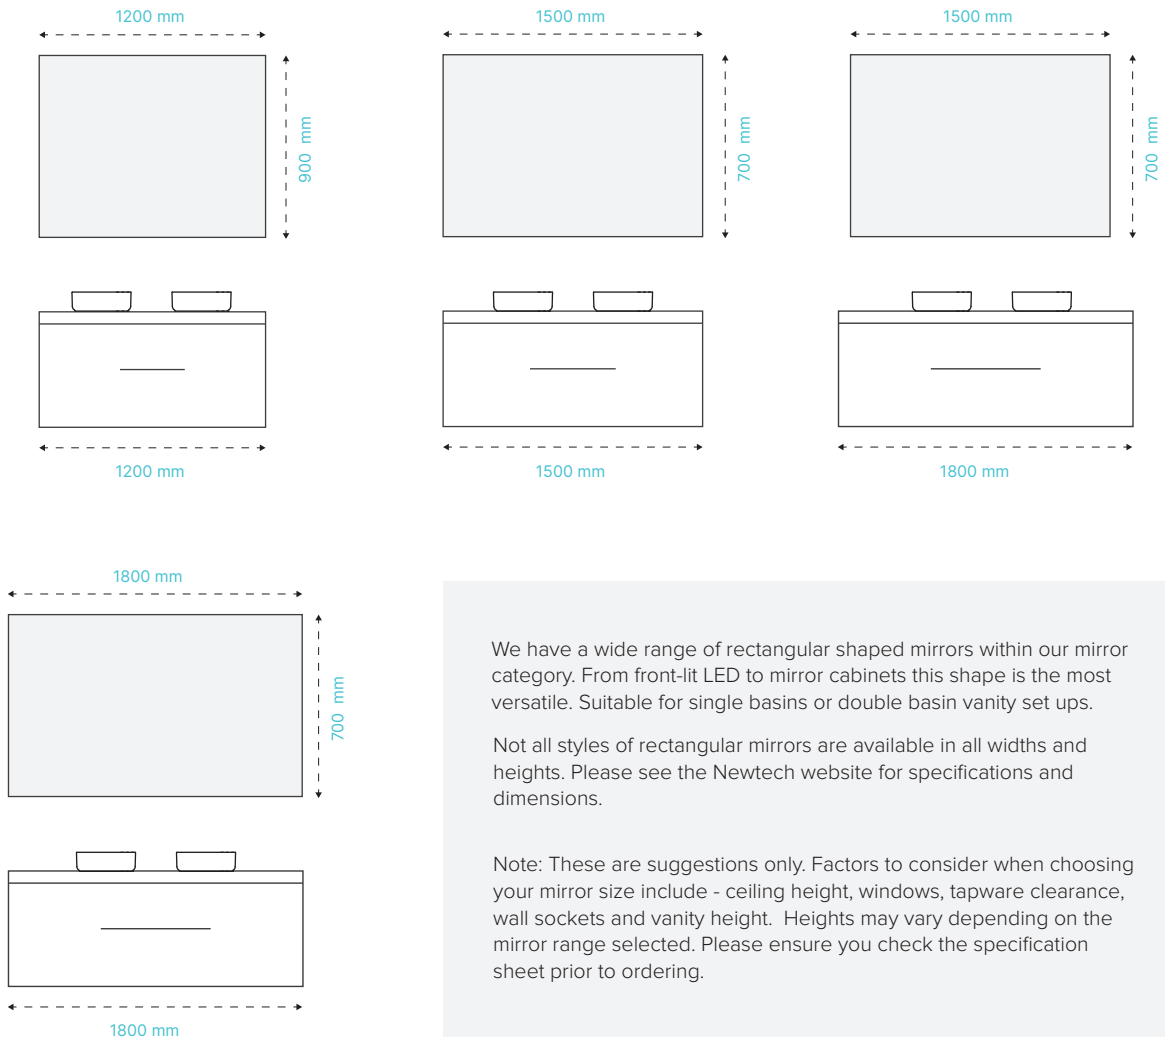 1200 mm
1500 mm
1500 mm
900 mm
700 mm
700 mm
1200 mm
1500 mm
1800 mm
1800 mm
700 mm
1800 mm
We have a wide range of rectangular shaped mirrors within our mirror
category. From front-lit LED to mirror cabinets this shape is the most
versatile. Suitable for single basins or double basin vanity set ups.
Not all styles of rectangular mirrors are available in all widths and
heights. Please see the Newtech website for specifications and
dimensions.
Note: These are suggestions only. Factors to consider when choosing
your mirror size include - ceiling height, windows, tapware clearance,
wall sockets and vanity height. Heights may vary depending on the
mirror range selected. Please ensure you check the specification
sheet prior to ordering.